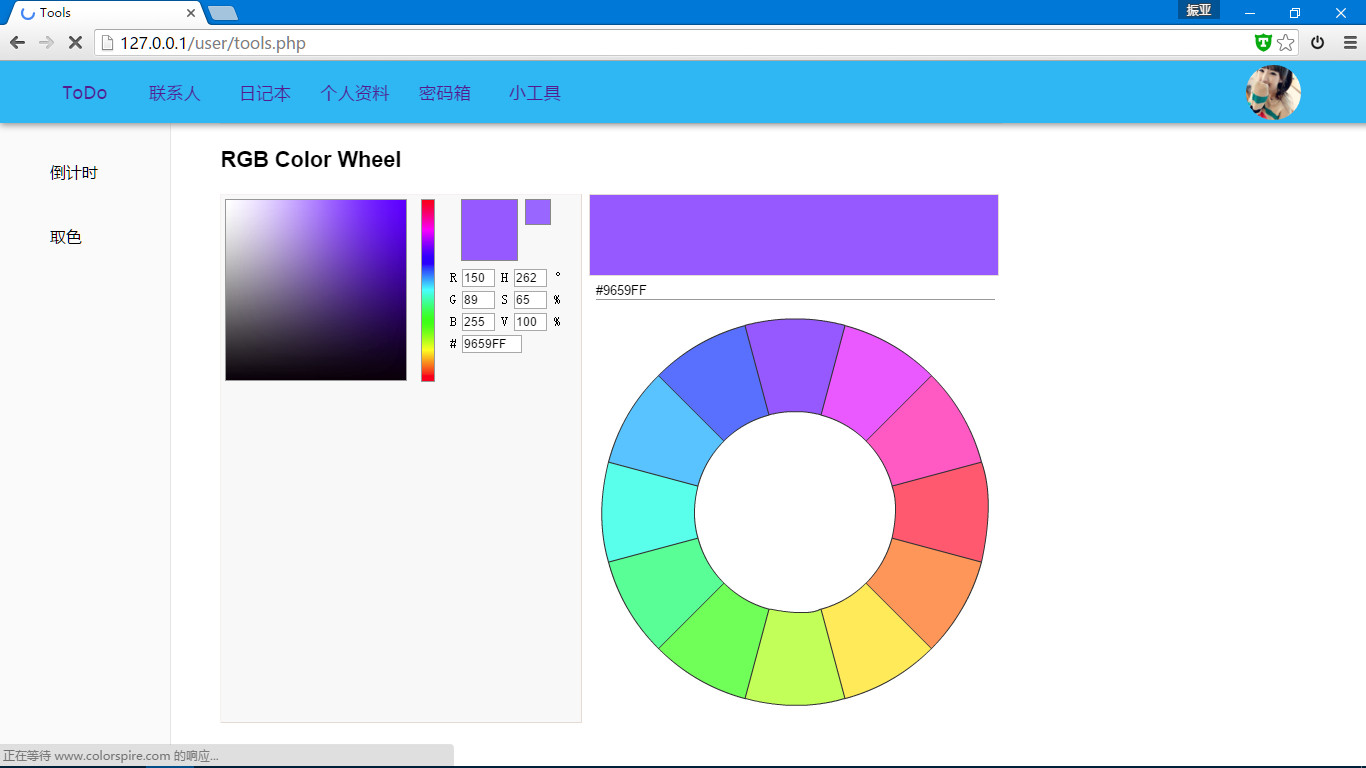 Tools
振亚
127.0.0.1/user/tools.php
ToDo 联系人 日记本 个人资料 密码箱 小工具
倒计时
取色
RGB Color Wheel
R 150 H 262 °
G 89 S 65 %
B 255 V 100 %
# 9659FF
#9659FF
正在等待 www.colorspire.com 的响应...